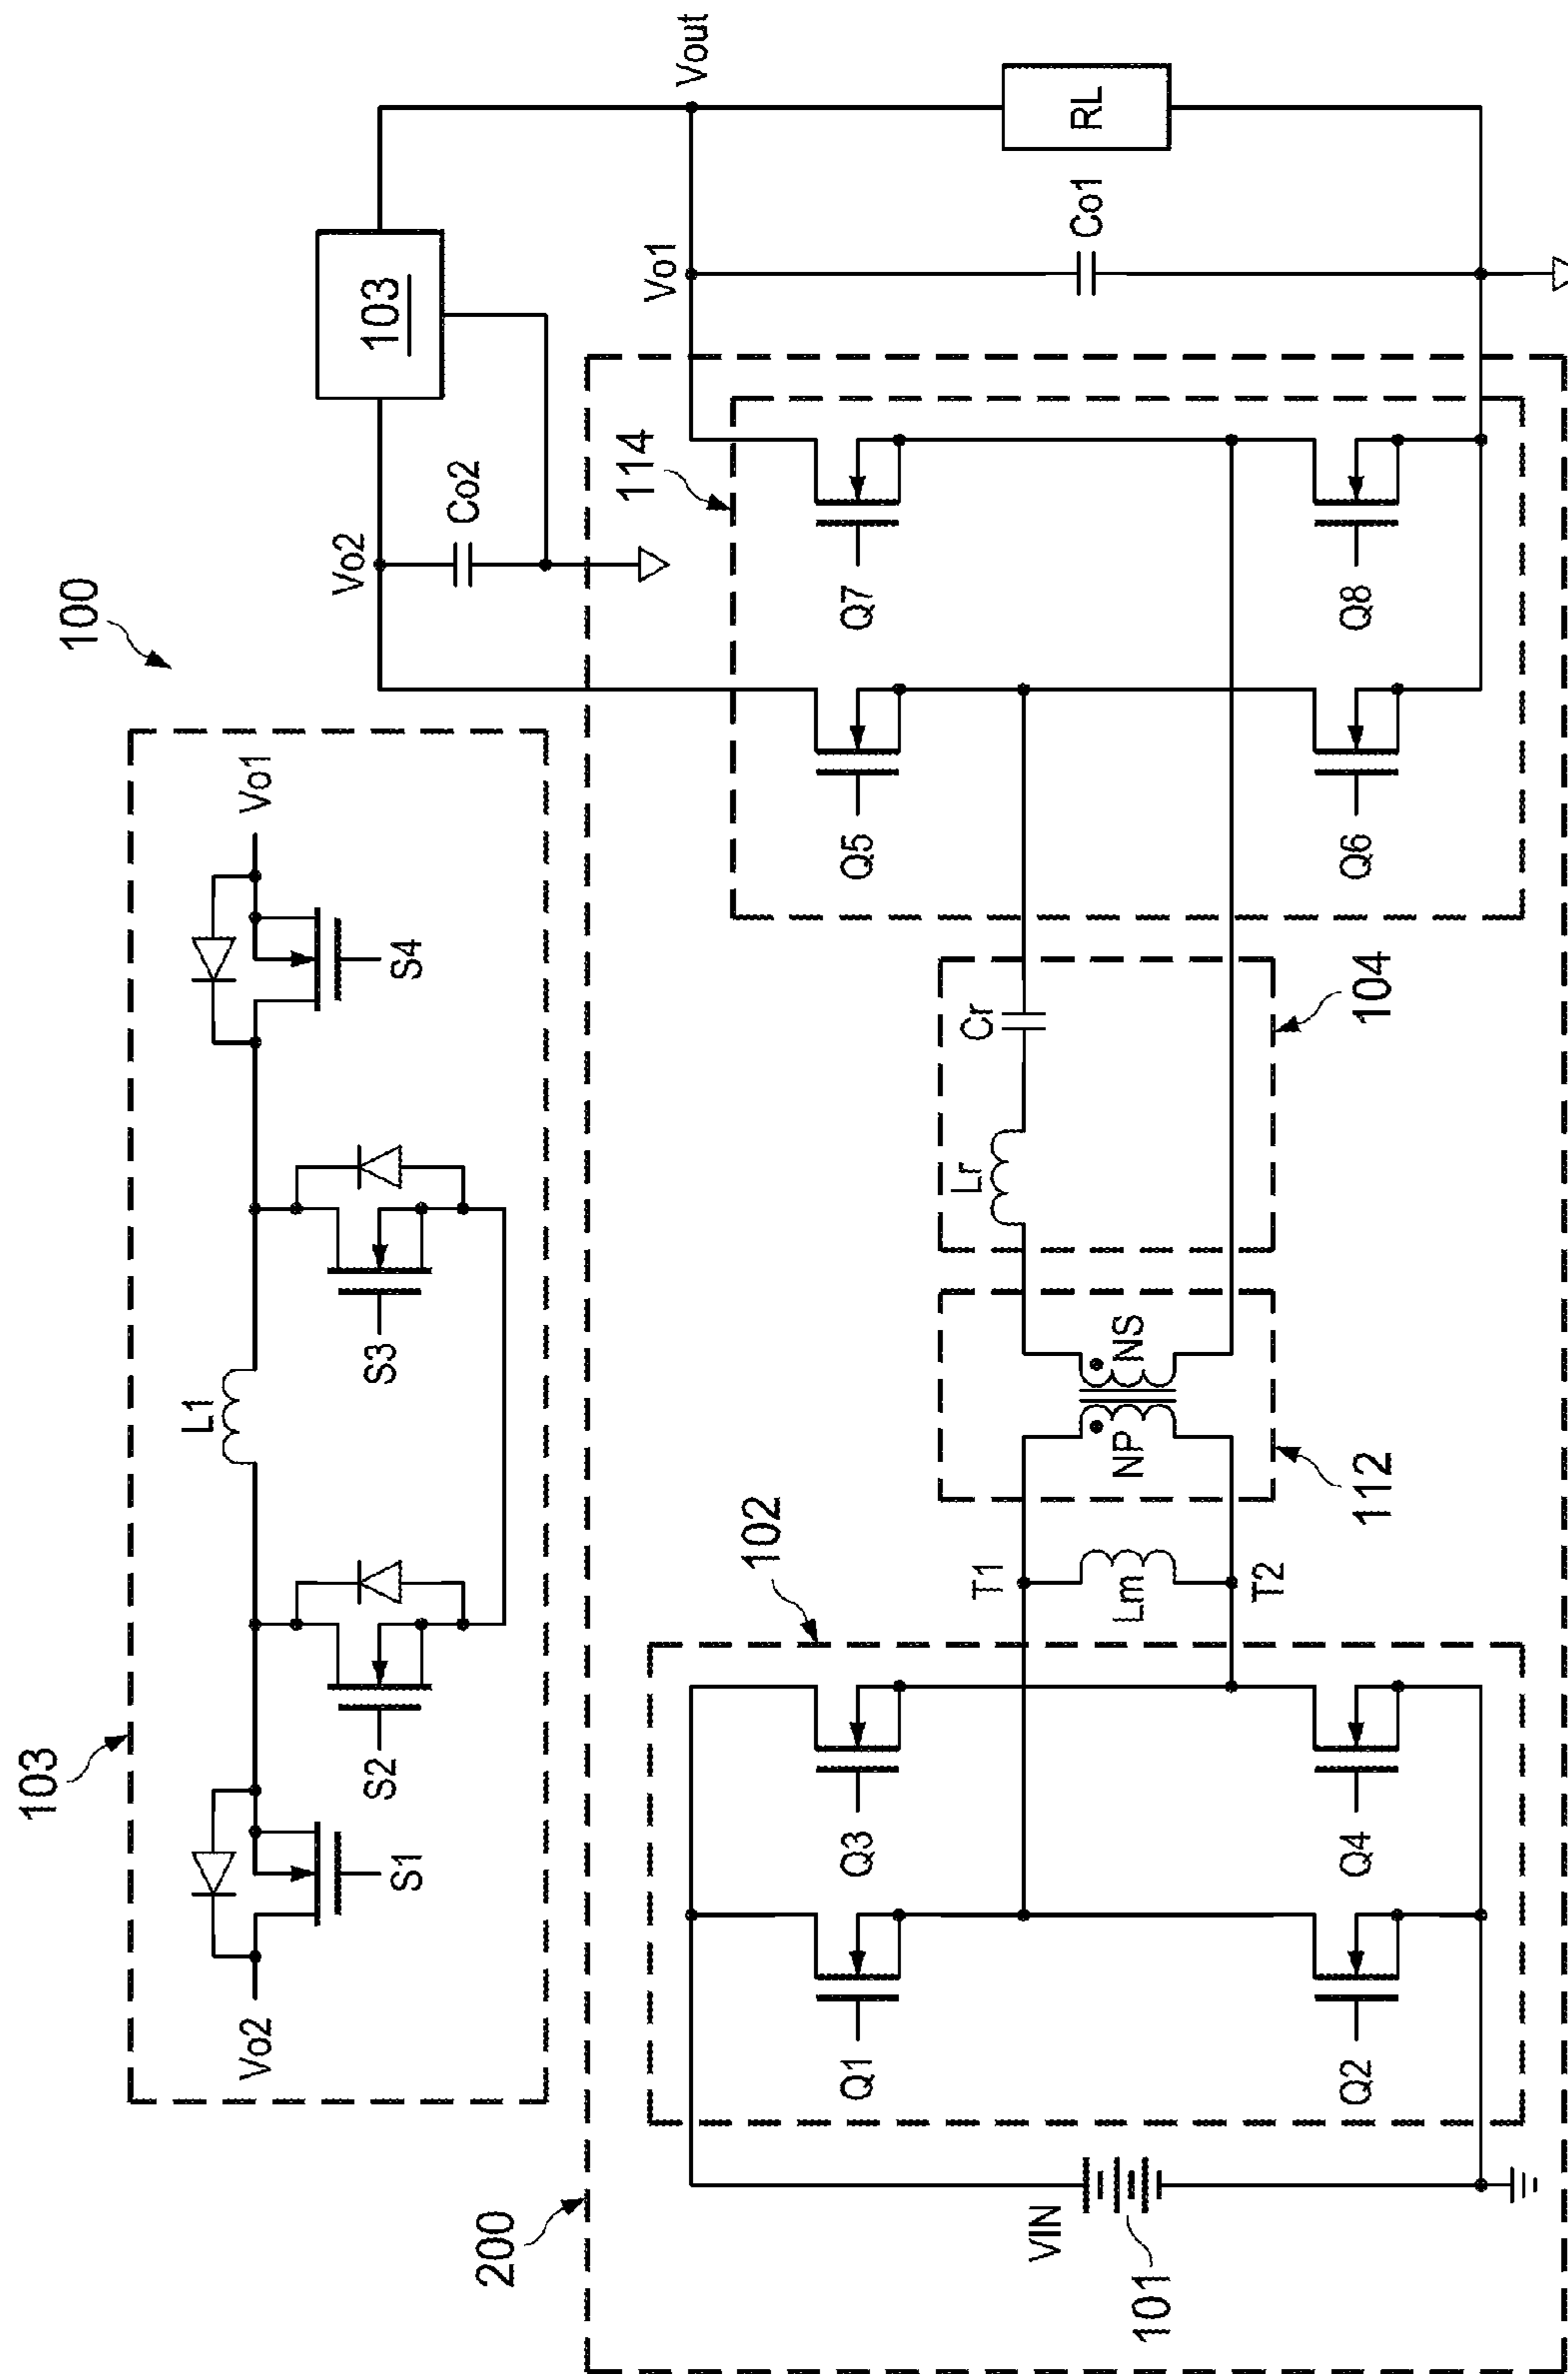 100
103
Vo2
S1
S2
L1
S3
S4
Vo1
200
VIN
101
102
Q1
Q3
Q2
Q4
T1
Lm
T2
112
NP
NS
104
Lr
Cr
114
Q5
Q7
Q6
Q8
Vo2
Co2
103
Vo1
Vout
Co1
RL